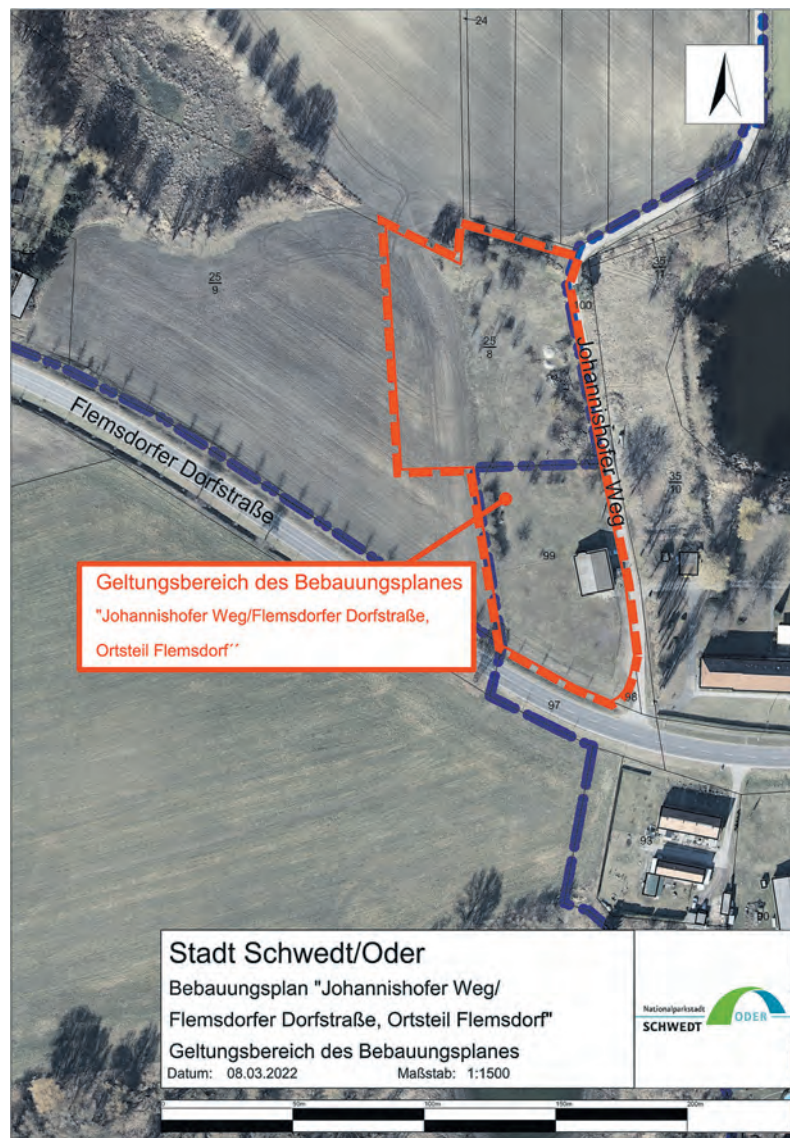 24
25
9
35
11
100
25
8
Johannishofer Weg
Flemsdorfer Dorfstraße
35
10
99
Geltungsbereich des Bebauungsplanes
"Johannishofer Weg/Flemsdorfer Dorfstraße,
Ortsteil Flemsdorf´´
98
97
93
90
Stadt Schwedt/Oder
Bebauungsplan "Johannishofer Weg/
Flemsdorfer Dorfstraße, Ortsteil Flemsdorf"
Geltungsbereich des Bebauungsplanes
Datum: 08.03.2022 Maßstab: 1:1500
Nationalparkstadt
SCHWEDT ODER
0 50m 100m 150m 200m